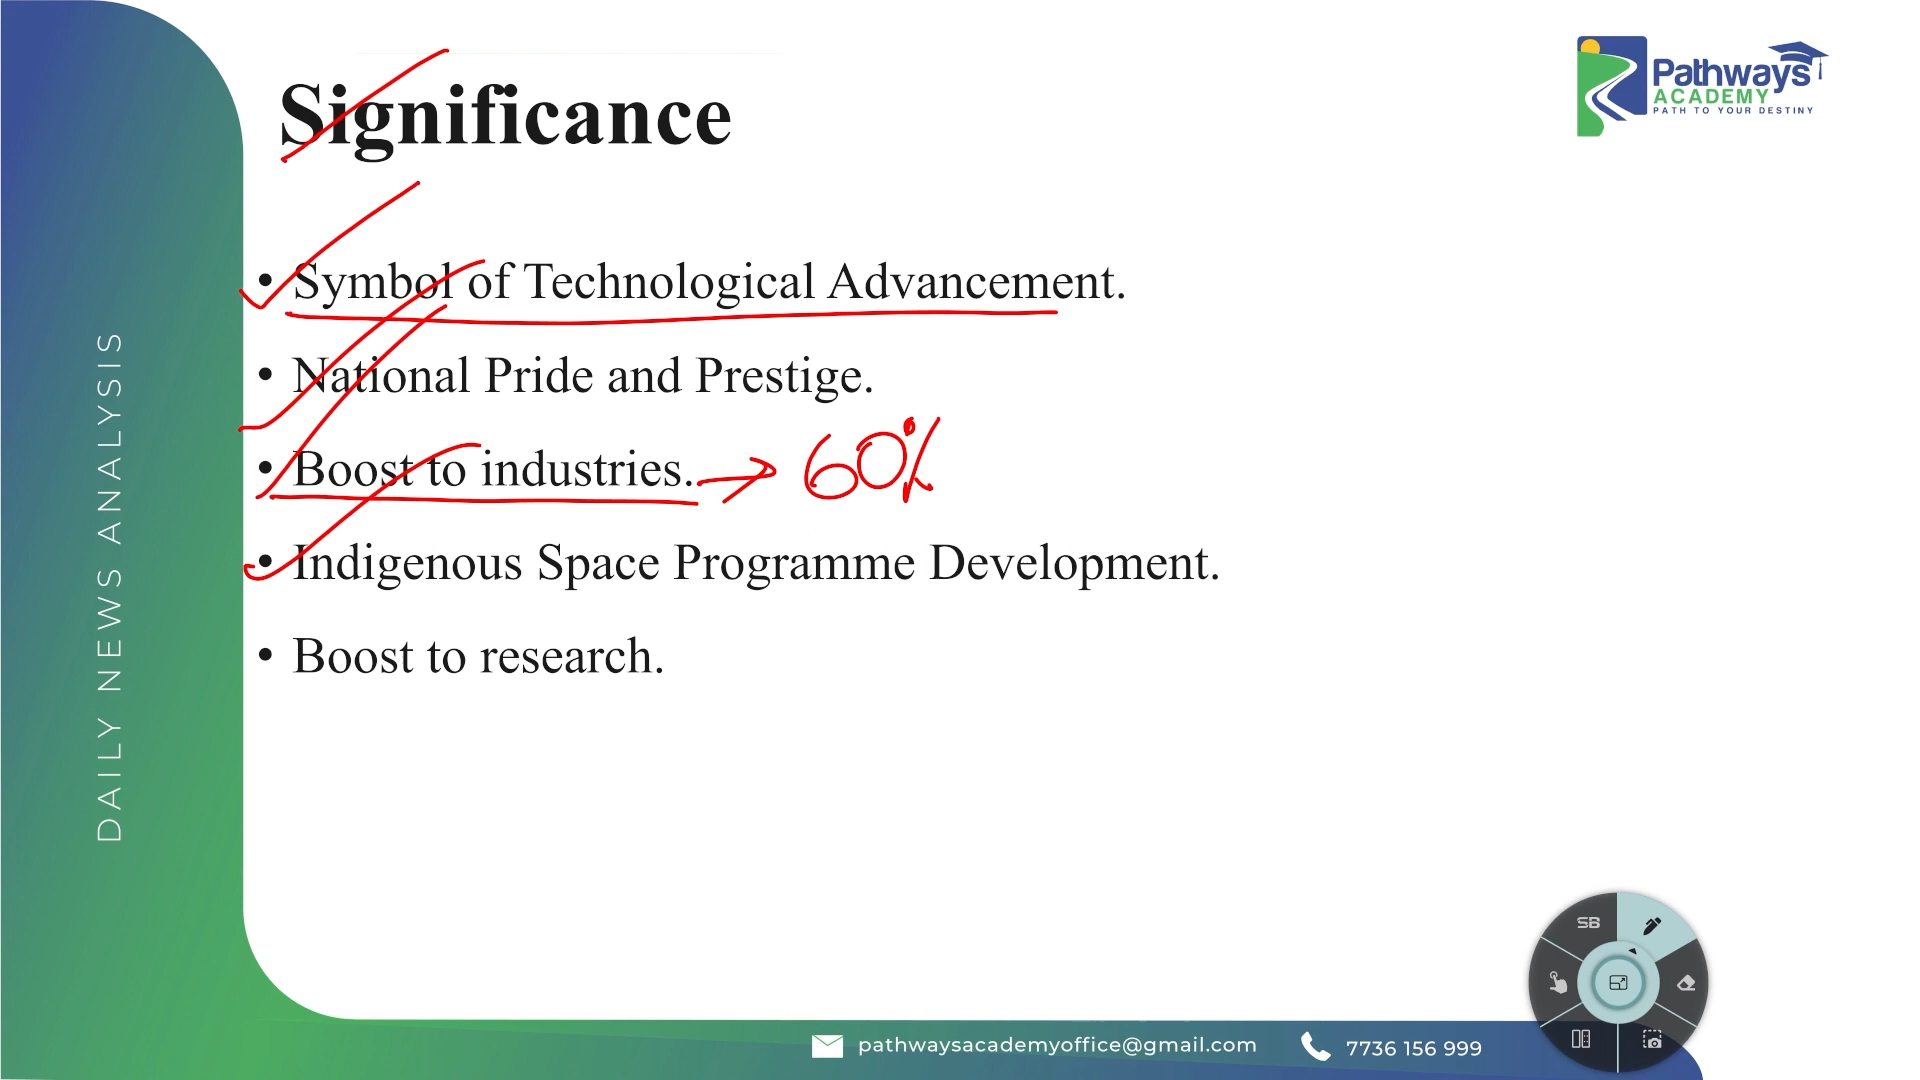 Significance
Pathways
ACADEMY
PATH TO YOUR DESTINY
• Symbol of Technological Advancement.
• National Pride and Prestige.
• Boost to industries. → 60%
• Indigenous Space Programme Development.
• Boost to research.
DAILY NEWS ANALYSIS
SB
pathwaysacademyoffice@gmail.com
7736 156 999